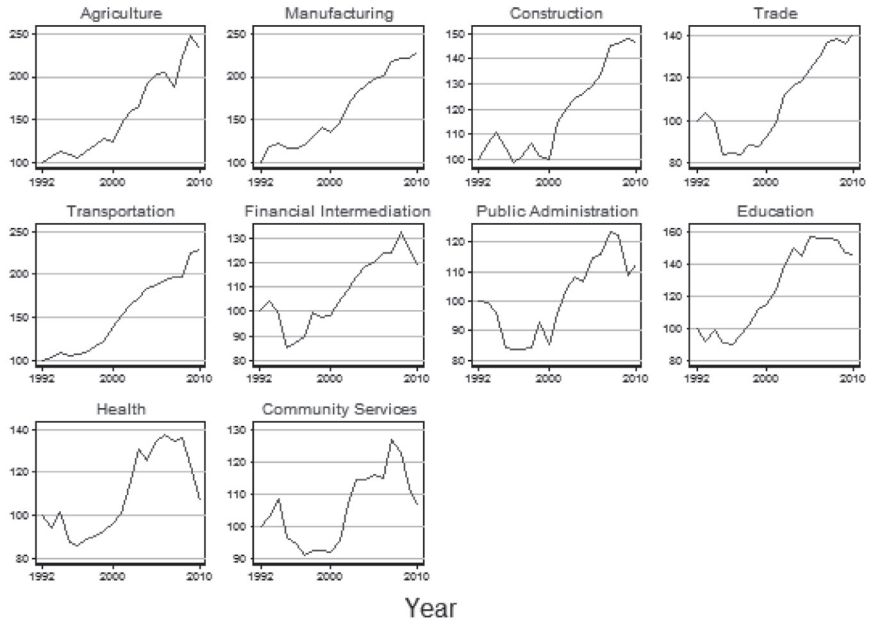 Agriculture Manufacturing Construction Trade
250 250 150 140
200 200 140
130 120
150 150 120 100
110
100 100 100 80
1992 2000 2010 1992 2000 2010 1992 2000 2010 1992 2000 2010
Transportation Financial Intermediation Public Administration Education
250 130 120 160
200 120 110 140
110 100 120
150 100 90 100
90
100 80 80 80
1992 2000 2010 1992 2000 2010 1992 2000 2010 1992 2000 2010
Health Community Services
140 130
120 120
110
100 100
80 90
1992 2000 2010 1992 2000 2010
Year